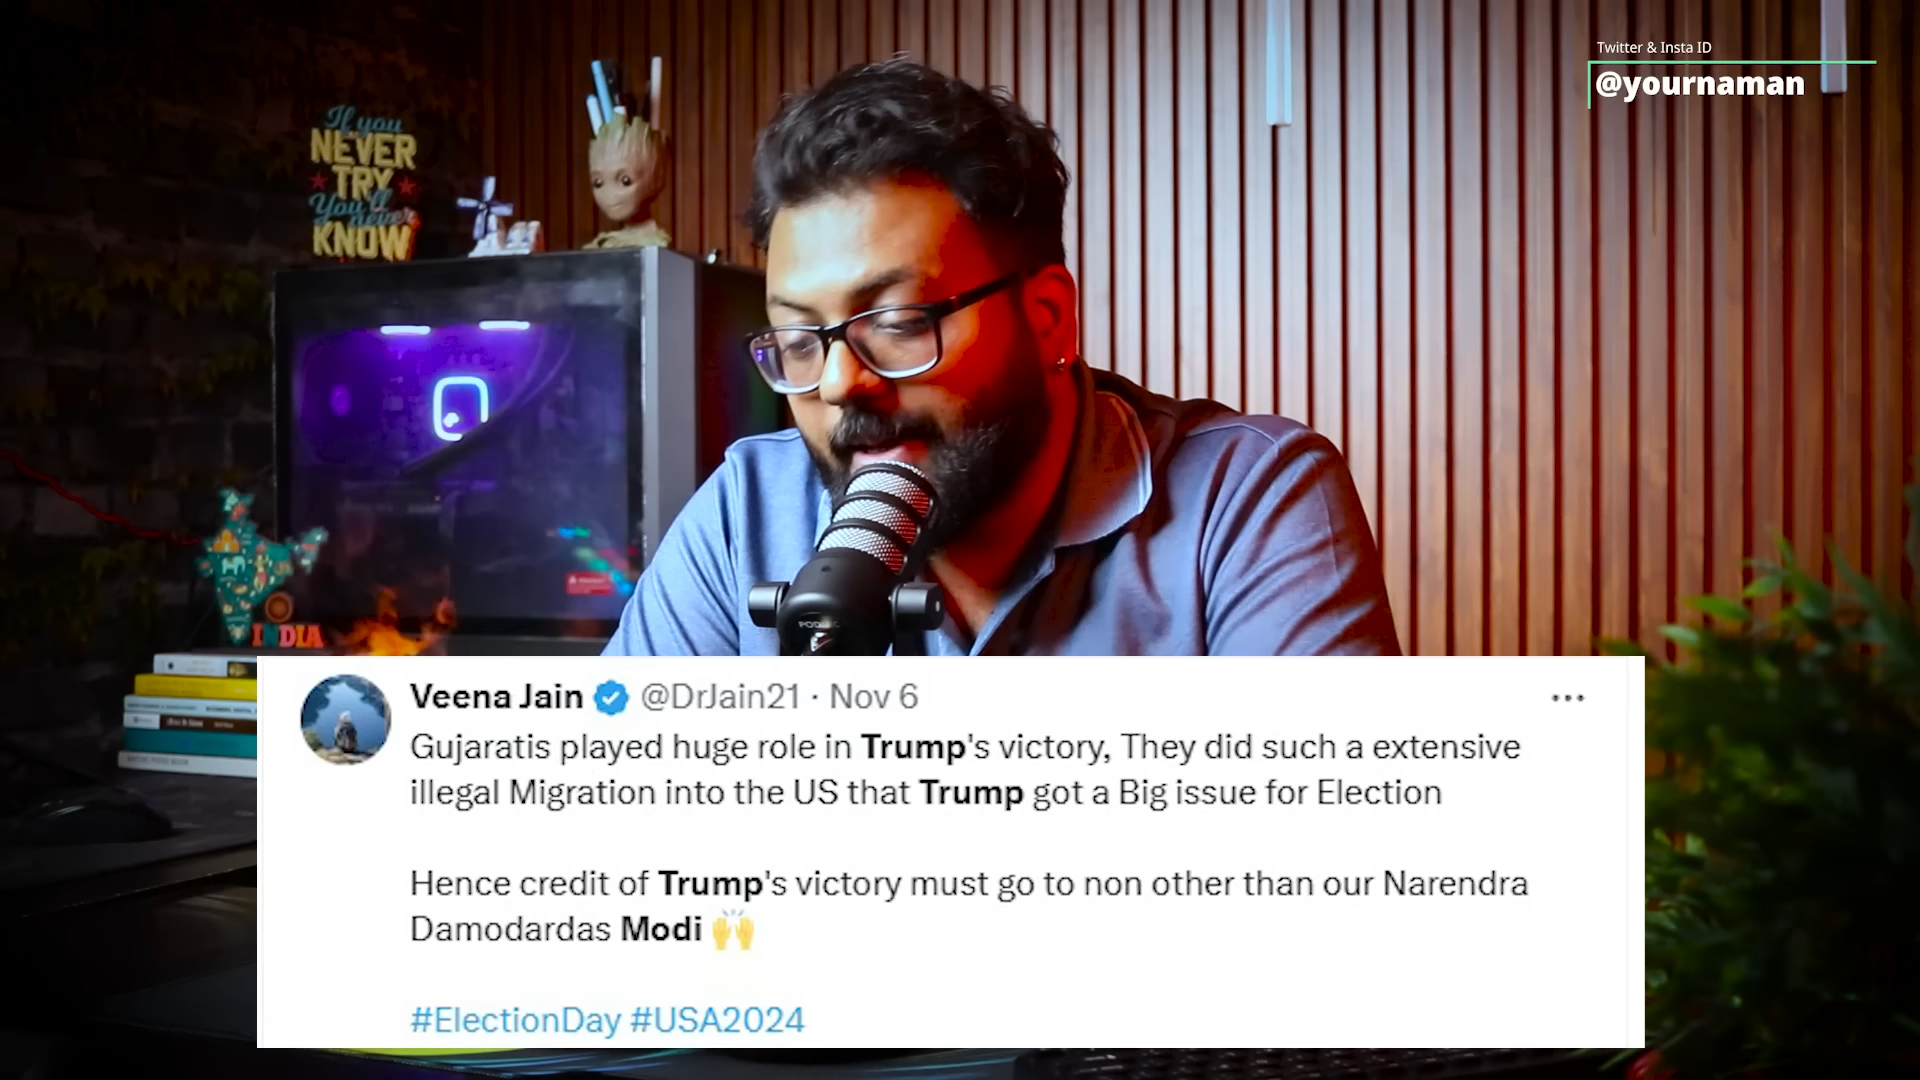 Twitter & Insta ID
@yournaman
If you
NEVER
TRY
You'll
never
KNOW
INDIA
Veena Jain @DrJain21 · Nov 6
Gujaratis played huge role in Trump's victory, They did such a extensive
illegal Migration into the US that Trump got a Big issue for Election
Hence credit of Trump's victory must go to non other than our Narendra
Damodardas Modi 🙌
#ElectionDay #USA2024